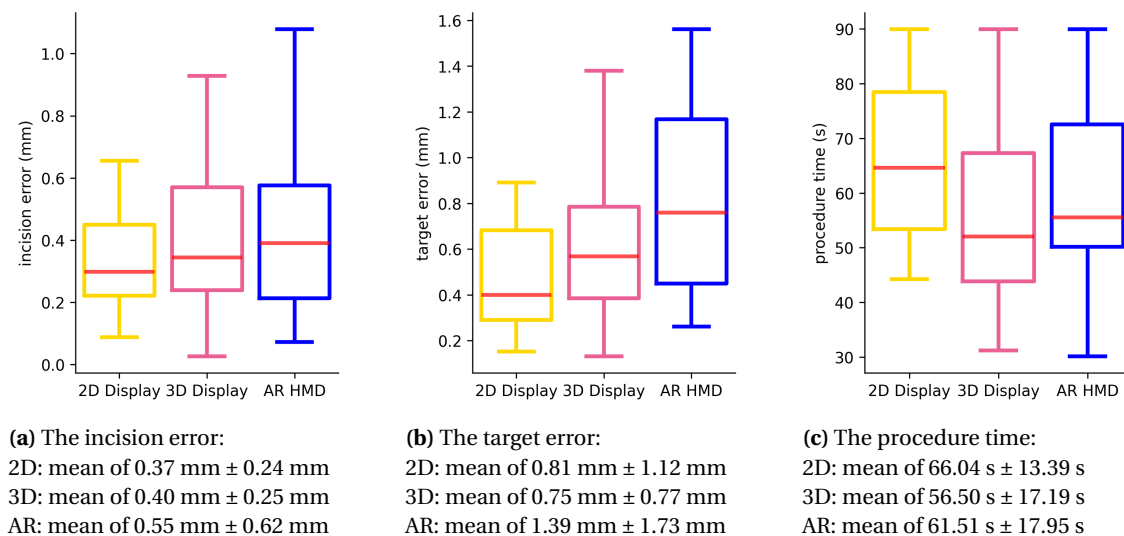 incision error (mm)
1.0
0.8
0.6
0.4
0.2
0.0
2D Display 3D Display AR HMD
target error (mm)
1.6
1.4
1.2
1.0
0.8
0.6
0.4
0.2
2D Display 3D Display AR HMD
procedure time (s)
90
80
70
60
50
40
30
2D Display 3D Display AR HMD
(a) The incision error:
2D: mean of 0.37 mm ± 0.24 mm
3D: mean of 0.40 mm ± 0.25 mm
AR: mean of 0.55 mm ± 0.62 mm
(b) The target error:
2D: mean of 0.81 mm ± 1.12 mm
3D: mean of 0.75 mm ± 0.77 mm
AR: mean of 1.39 mm ± 1.73 mm
(c) The procedure time:
2D: mean of 66.04 s ± 13.39 s
3D: mean of 56.50 s ± 17.19 s
AR: mean of 61.51 s ± 17.95 s